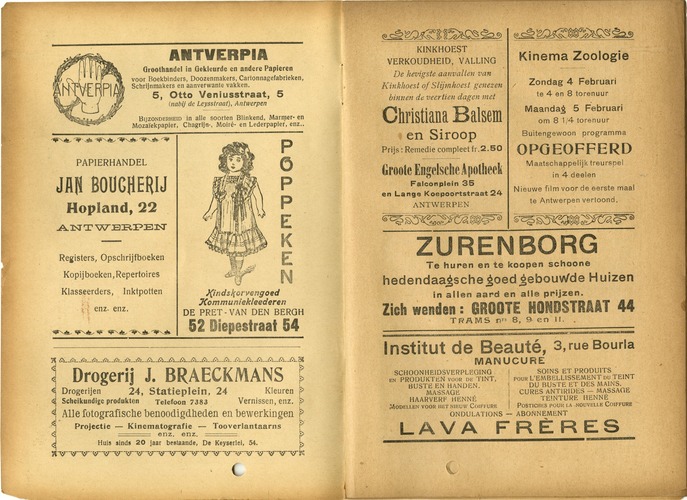 ANTVERPIA
ANTVERPIA
Groothandel in Gekleurde en andere Papieren
voor Boekbinders, Doozenmakers, Cartonnagefabrieken,
Schrijnmakers en aanverwante vakken.
5, Otto Veniusstraat, 5
(nabij de Leysstraat), Antwerpen
BIJZONDERHEID in alle soorten Blinkend, Marmer- en
Mozaïekpapier, Chagrijn-, Moiré- en Lederpapier, enz..
PAPIERHANDEL
JAN BOUCHERIJ
Hopland, 22
ANTWERPEN
Registers, Opschrijfboeken
Kopijboeken, Repertoires
Klasseerders, Inktpotten
enz. enz.
POPPEKEN
Kindskorvengoed
Kommuniekleederen
DE PRET-VAN DEN BERGH
52 Diepestraat 54
Drogerij J. BRAECKMANS
Drogerijen 24, Statieplein, 24 Kleuren
Scheikundige produkten Telefoon 7383 Vernissen, enz.
Alle fotografische benoodigdheden en bewerkingen
Projectie — Kinematografie — Tooverlantaarns
enz. enz.
Huis sinds 20 jaar bestaande, De Keyserlei, 54.
KINKHOEST
VERKOUDHEID, VALLING
De hevigste aanvallen van
Kinkhoest of Slijmhoest genezen
binnen de veertien dagen met
Christiana Balsem
en Siroop
Prijs: Remedie compleet fr. 2.50
Groote Engelsche Apotheek
Falconplein 35
en Lange Koepoortstraat 24
ANTWERPEN
Kinema Zoologie
Zondag 4 Februari
te 4 en 8 torenuur
Maandag 5 Februari
om 8 1/4 torenuur
Buitengewoon programma
OPGEOFFERD
Maatschappelijk treurspel
in 4 deelen
Nieuwe film voor de eerste maal
te Antwerpen vertoond.
ZURENBORG
Te huren en te koopen schoone
hedendaagsche goed gebouwde Huizen
in allen aard en alle prijzen.
Zich wenden: GROOTE HONDSTRAAT 44
TRAMS nrs 8, 9 en 11.
Institut de Beauté, 3, rue Bourla
MANUCURE
SCHOONHEIDSVERPLEGING
EN PRODUKTEN VOOR DE TINT,
BUSTE EN HANDEN.
MASSAGE
HAARVERF HENNÉ
MODELLEN VOOR HET NIEUW COIFFURE
SOINS ET PRODUITS
POUR L'EMBELLISSEMENT DU TEINT
DU BUSTE ET DES MAINS.
CURES ANTIRIDES — MASSAGE
TEINTURE HENNÉ
POSTICHES POUR LA NOUVELLE COIFFURE
ONDULATIONS — ABONNEMENT
LAVA FRÈRES